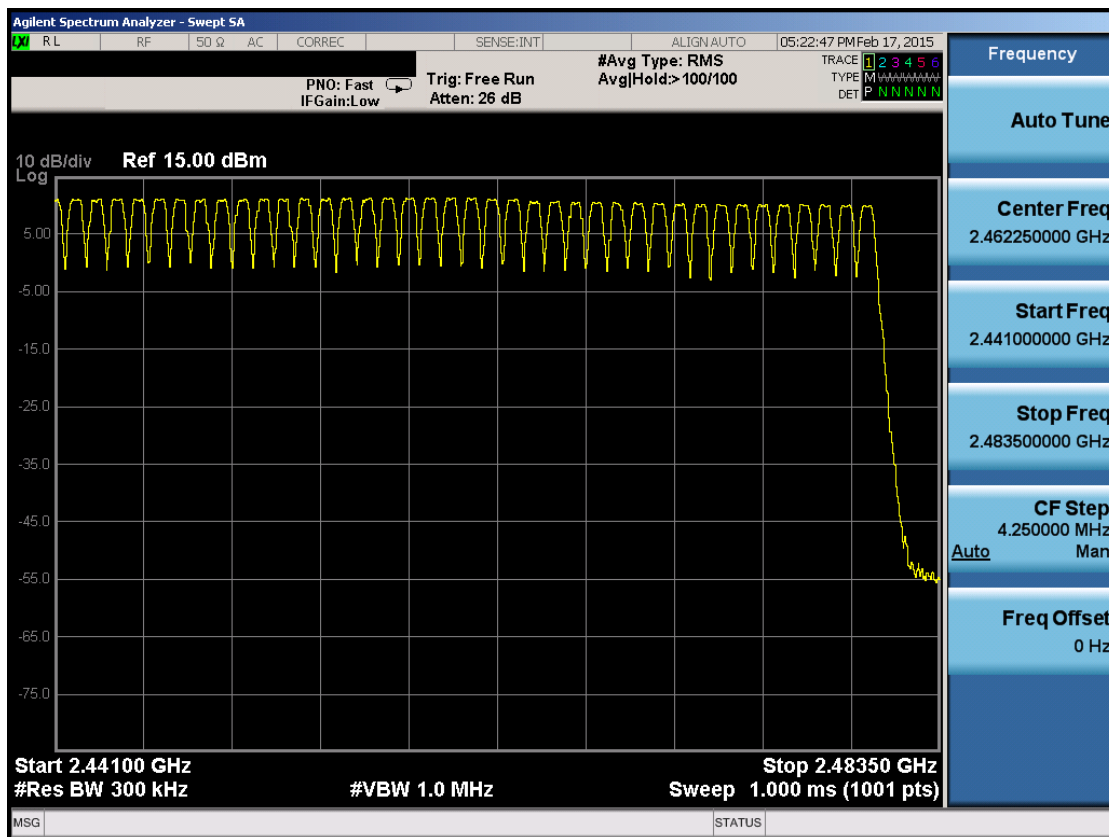 Agilent Spectrum Analyzer - Swept SA
LXI RL RF 50 Ω AC CORREC SENSE:INT ALIGN AUTO 05:22:47 PM Feb 17, 2015
PNO: Fast
IFGain:Low
Trig: Free Run
Atten: 26 dB
#Avg Type: RMS
Avg|Hold:>100/100
TRACE 1 2 3 4 5 6
TYPE M WWWWW
DET P N N N N N
10 dB/div Ref 15.00 dBm
Log
5.00
-5.00
-15.0
-25.0
-35.0
-45.0
-55.0
-65.0
-75.0
Start 2.44100 GHz Stop 2.48350 GHz
#Res BW 300 kHz #VBW 1.0 MHz Sweep 1.000 ms (1001 pts)
MSG STATUS
Frequency
Auto Tune
Center Freq
2.462250000 GHz
Start Freq
2.441000000 GHz
Stop Freq
2.483500000 GHz
CF Step
4.250000 MHz
Auto Man
Freq Offset
0 Hz